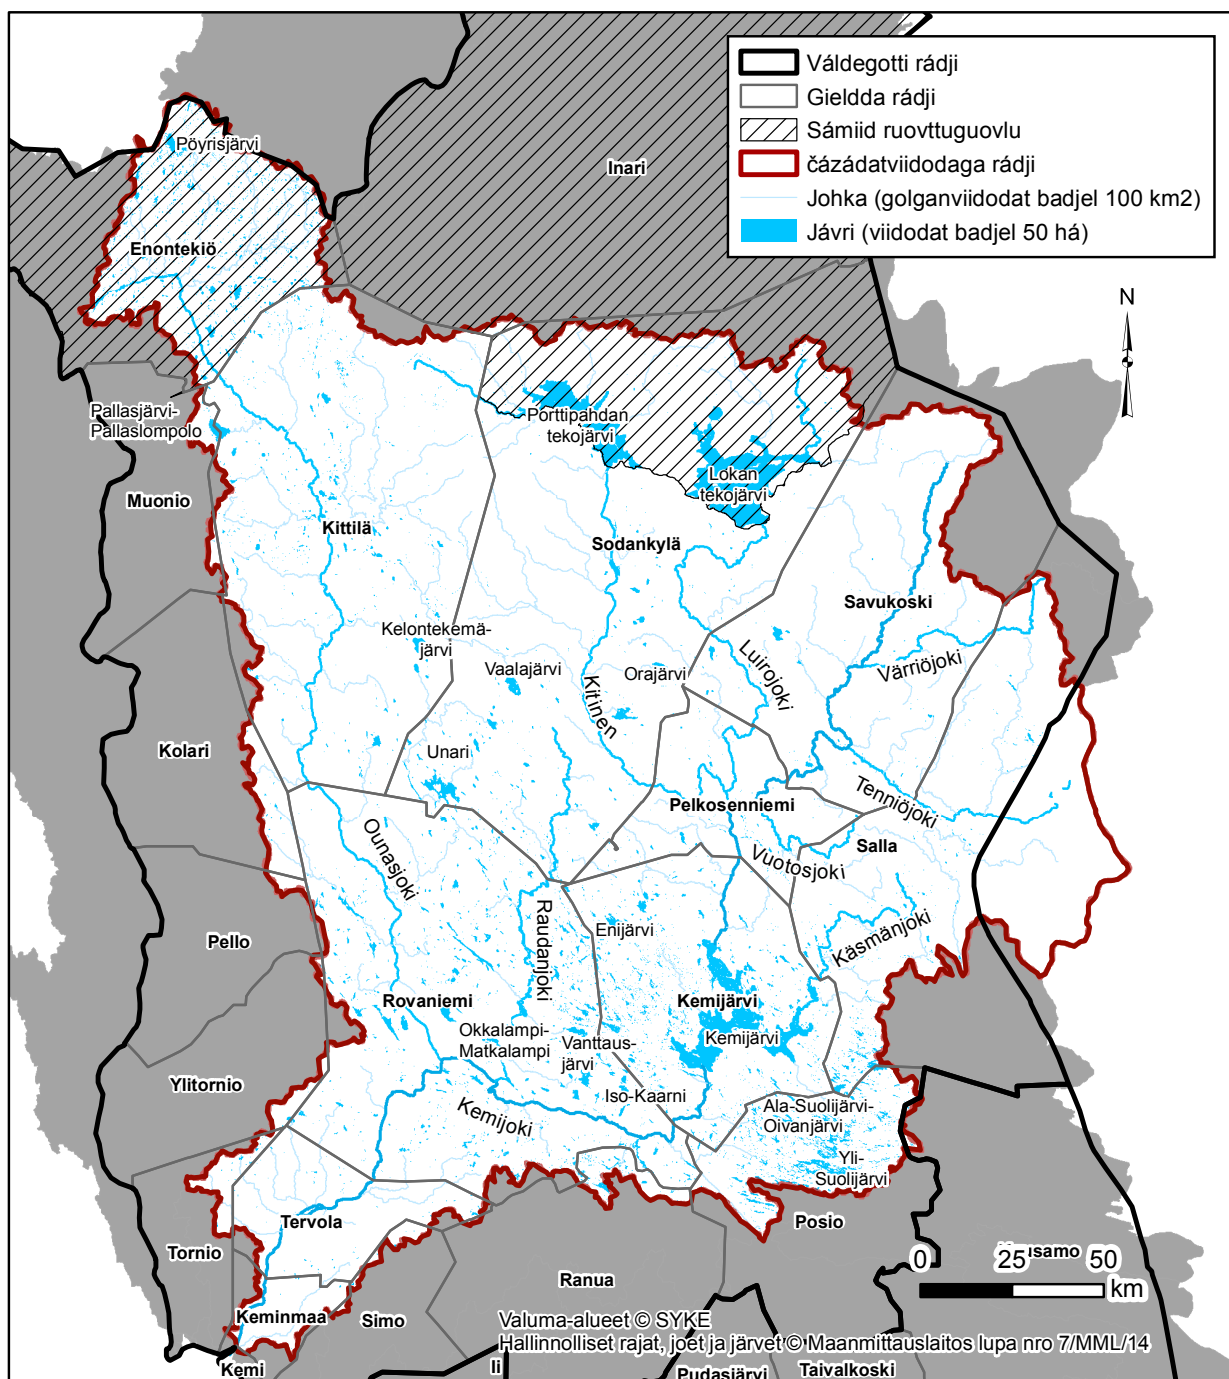 Váldegotti rádji
Gieldda rádji
Sámiid ruovttuguovlu
čázádatviidodaga rádji
Johka (golganviidodat badjel 100 km2)
Jávri (viidodat badjel 50 há)
N
Pöyrisjärvi
Inari
Enontekiö
Pallasjärvi-
Pallaslompolo
Porttipahdan
tekojärvi
Lokan
tekojärvi
Muonio
Kittilä
Sodankylä
Savukoski
Kelontekemä-
järvi
Vaalajärvi
Orajärvi
Luirojoki
Värriöjoki
Kitinen
Kolari
Unari
Pelkosenniemi
Tenniöjoki
Ounasjoki
Vuotosjoki
Salla
Raudanjoki
Enijärvi
Käsmänjoki
Pello
Rovaniemi
Kemijärvi
Okkalampi-
Matkalampi
Vanttaus-
järvi
Kemijärvi
Ylitornio
Iso-Kaarni
Kemijoki
Ala-Suolijärvi-
Oivanjärvi
Yli-
Suolijärvi
Tervola
Posio
Tornio
Ranua
0 25 50
km
Keminmaa
Simo
Valuma-alueet © SYKE
Hallinnolliset rajat, joet ja järvet © Maanmittauslaitos lupa nro 7/MML/14
Kemi
Ii
Pudasjärvi
Taivalkoski